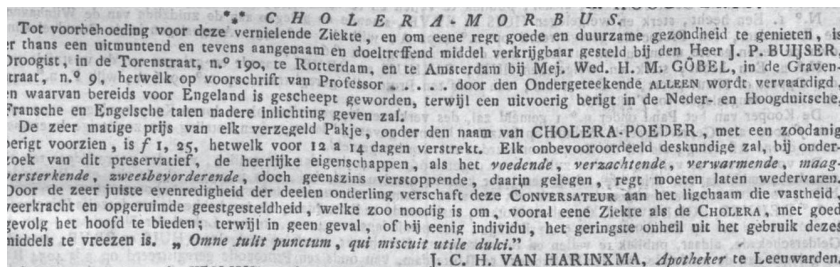 *** CHOLERA-MORBUS.
Tot voorbehoeding voor deze vernielende Ziekte, en om eene regt goede en duurzame gezondheid te genieten, is
er thans een uitmuntend en tevens aangenaam en doeltreffend middel verkrijgbaar gesteld bij den Heer J. P. BUIJSER,
Droogist, in de Torenstraat, n.º 190, te Rotterdam, en te Amsterdam bij Mej. Wed. H. M. GÖBEL, in de Graven-
straat, n.º 9, hetwelk op voorschrift van Professor . . . . . door den Ondergeteekende ALLEEN wordt vervaardigd,
en waarvan bereids voor Engeland is gescheept geworden, terwijl een uitvoerig berigt in de Neder- en Hoogduitsche,
Fransche en Engelsche talen nadere inlichting geven zal.
De zeer matige prijs van elk verzegeld Pakje, onder den naam van CHOLERA-POEDER, met een zoodanig
berigt voorzien, is f 1, 25, hetwelk voor 12 a 14 dagen verstrekt. Elk onbevooroordeeld deskundige zal, bij onder-
zoek van dit preservatief, de heerlijke eigenschappen, als het voedende, verzachtende, verwarmende, maag-
versterkende, zweetbevorderende, doch geenszins verstoppende, daarin gelegen, regt moeten laten wedervaren.
Door de zeer juiste evenredigheid der deelen onderling verschaft deze CONVERSATEUR aan het ligchaam die vastheid,
veerkracht en opgeruimde geestgesteldheid, welke zoo noodig is om, vooral eene Ziekte als de CHOLERA, met goed
gevolg het hoofd te bieden; terwijl in geen geval, of bij eenig individu, het geringste onheil uit het gebruik dezes
middels te vreezen is. „ Omne tulit punctum, qui miscuit utile dulci."
J. C. H. VAN HARINXMA, Apotheker te Leeuwarden.